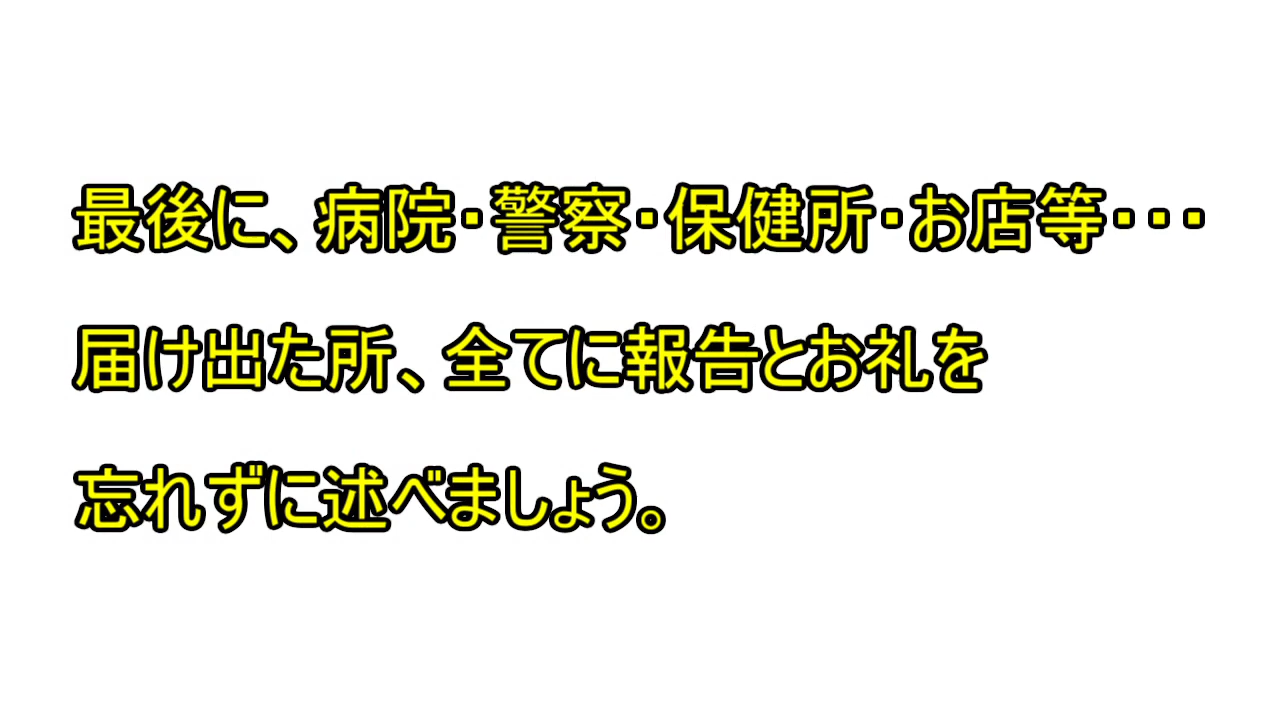 最後に、病院・警察・保健所・お店等・・・
届け出た所、全てに報告とお礼を
忘れずに述べましょう。